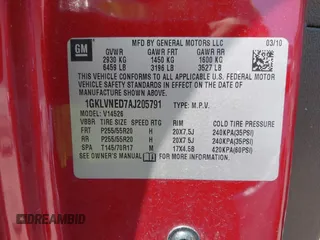 GM
MFD BY GENERAL MOTORS LLC 03/10
GVWR GAWR FRT GAWR RR
2930 KG 1450 KG 1600 KG
6459 LB 3196 LB 3527 LB
THIS VEHICLE CONFORMS TO ALL APPLICABLE U.S. FEDERAL MOTOR VEHICLE SAFETY AND THEFT PREVENTION STANDARDS IN EFFECT ON THE DATE OF MANUFACTURE SHOWN ABOVE.
1GKLVNED7AJ205791 TYPE: M.P.V.
MODEL: V14526
TIRE SIZE SPEED RTG RIM COLD TIRE PRESSURE
FRT P255/55R20 H 20X7.5J 240KPA(35PSI)
RR P255/55R20 H 20X7.5J 240KPA(35PSI)
SPA T145/70R17 M 17X4.5B 420KPA(60PSI)
SEE OWNER'S MANUAL FOR ADDITIONAL INFORMATION.
DREAMBID